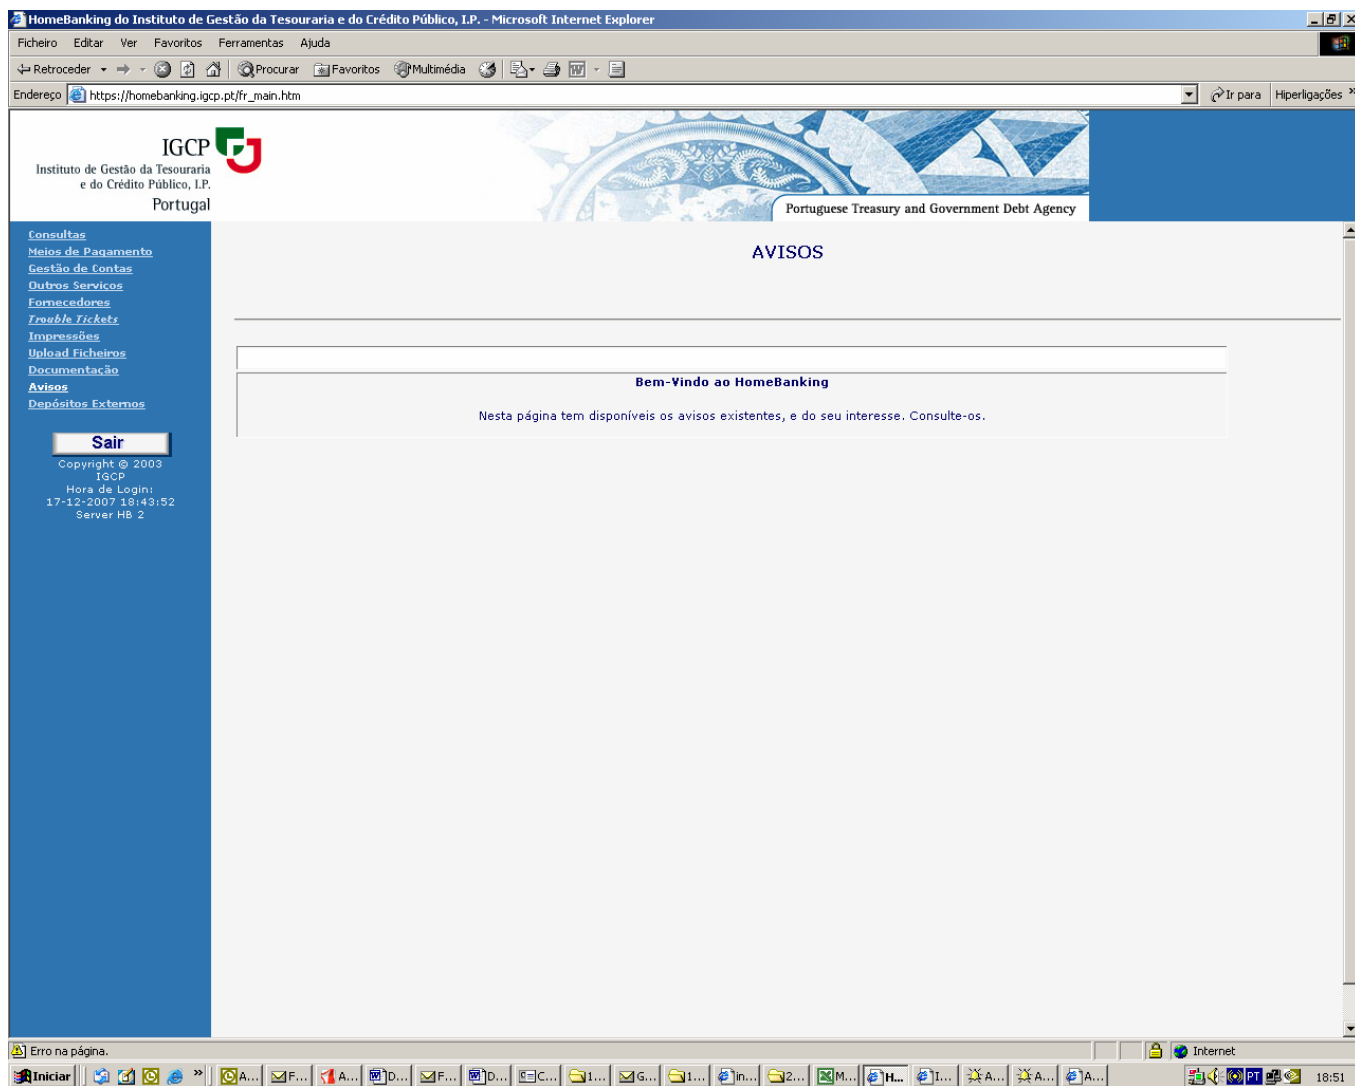 HomeBanking do Instituto de Gestão da Tesouraria e do Crédito Público, I.P. - Microsoft Internet Explorer
Ficheiro Editar Ver Favoritos Ferramentas Ajuda
Retroceder Procurar Favoritos Multimédia
Endereço https://homebanking.igcp.pt/fr_main.htm Ir para Hiperligações »
IGCP
Instituto de Gestão da Tesouraria
e do Crédito Público, I.P.
Portugal
Portuguese Treasury and Government Debt Agency
Consultas
Meios de Pagamento
Gestão de Contas
Outros Serviços
Fornecedores
Trouble Tickets
Impressões
Upload Ficheiros
Documentação
Avisos
Depósitos Externos
Sair
Copyright © 2003
IGCP
Hora de Login:
17-12-2007 18:43:52
Server HB 2
AVISOS
Bem-Vindo ao HomeBanking
Nesta página tem disponíveis os avisos existentes, e do seu interesse. Consulte-os.
Erro na página. Internet
Iniciar » A... F... A... D... F... D... C... 1... G... 1... in... 2... M... H... I... A... A... A... PT 18:51